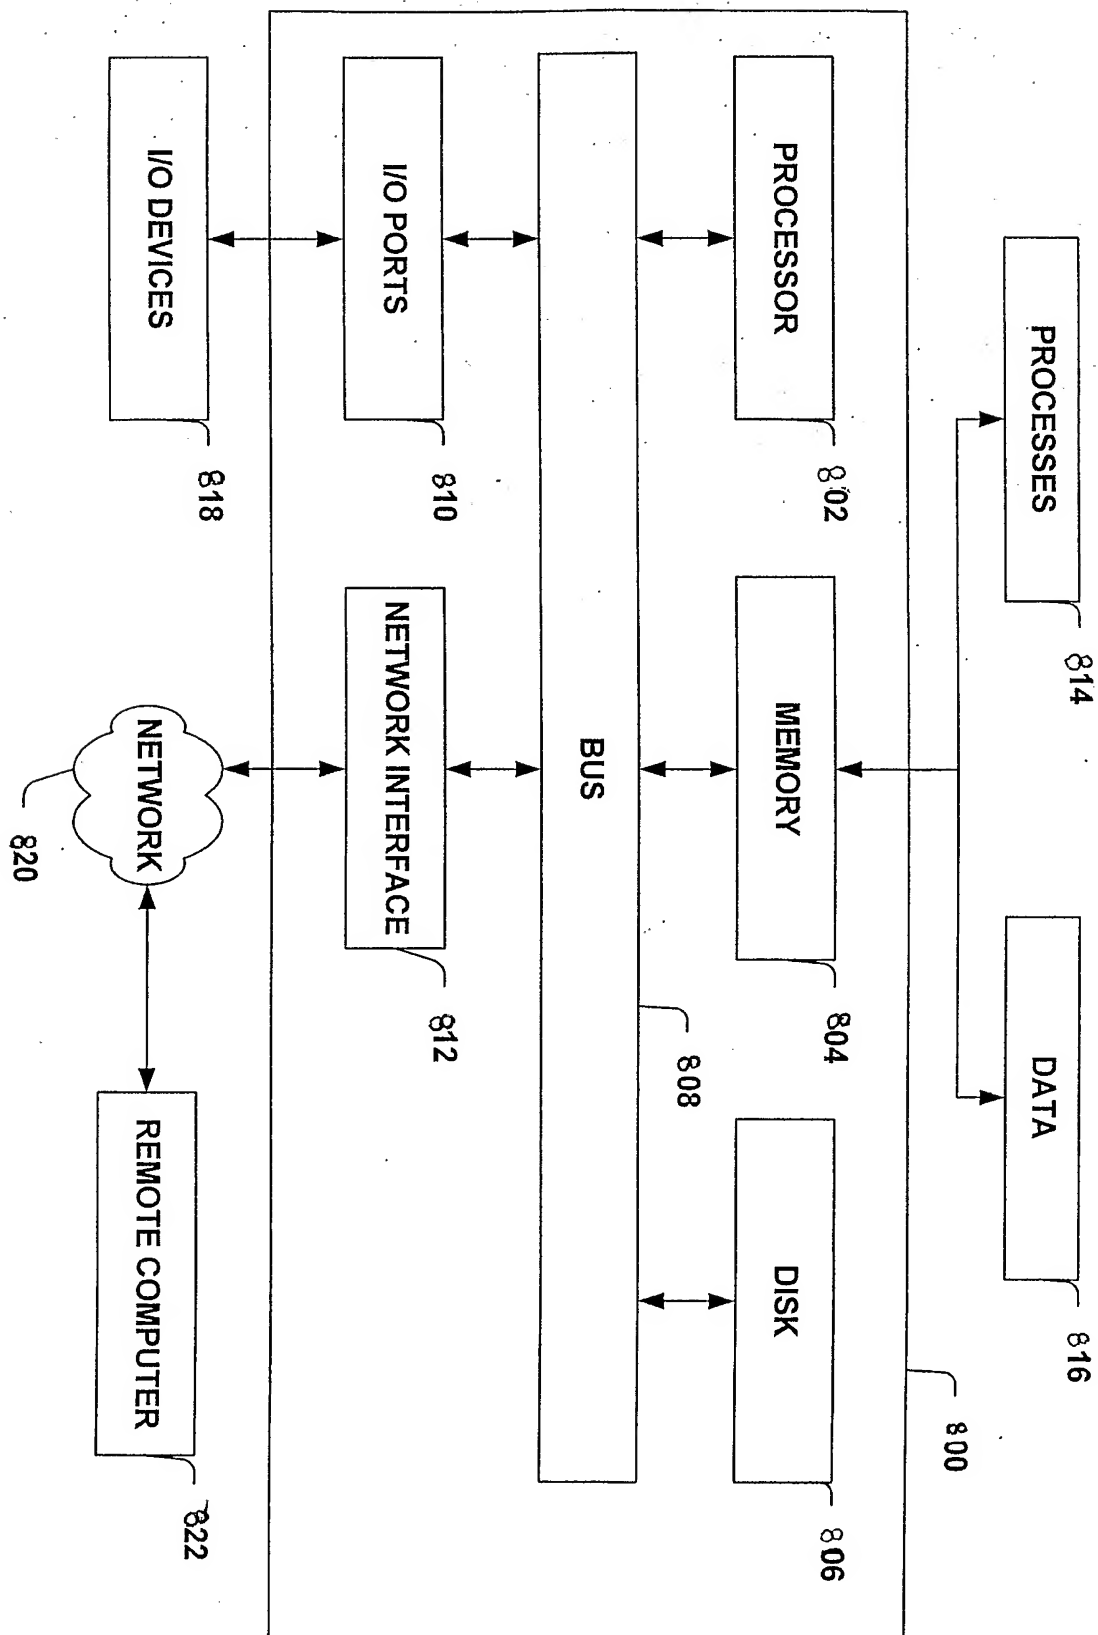 PROCESSES
814
DATA
816
800
PROCESSOR
802
MEMORY
804
DISK
806
BUS
808
I/O PORTS
810
NETWORK INTERFACE
812
I/O DEVICES
818
NETWORK
820
REMOTE COMPUTER
822